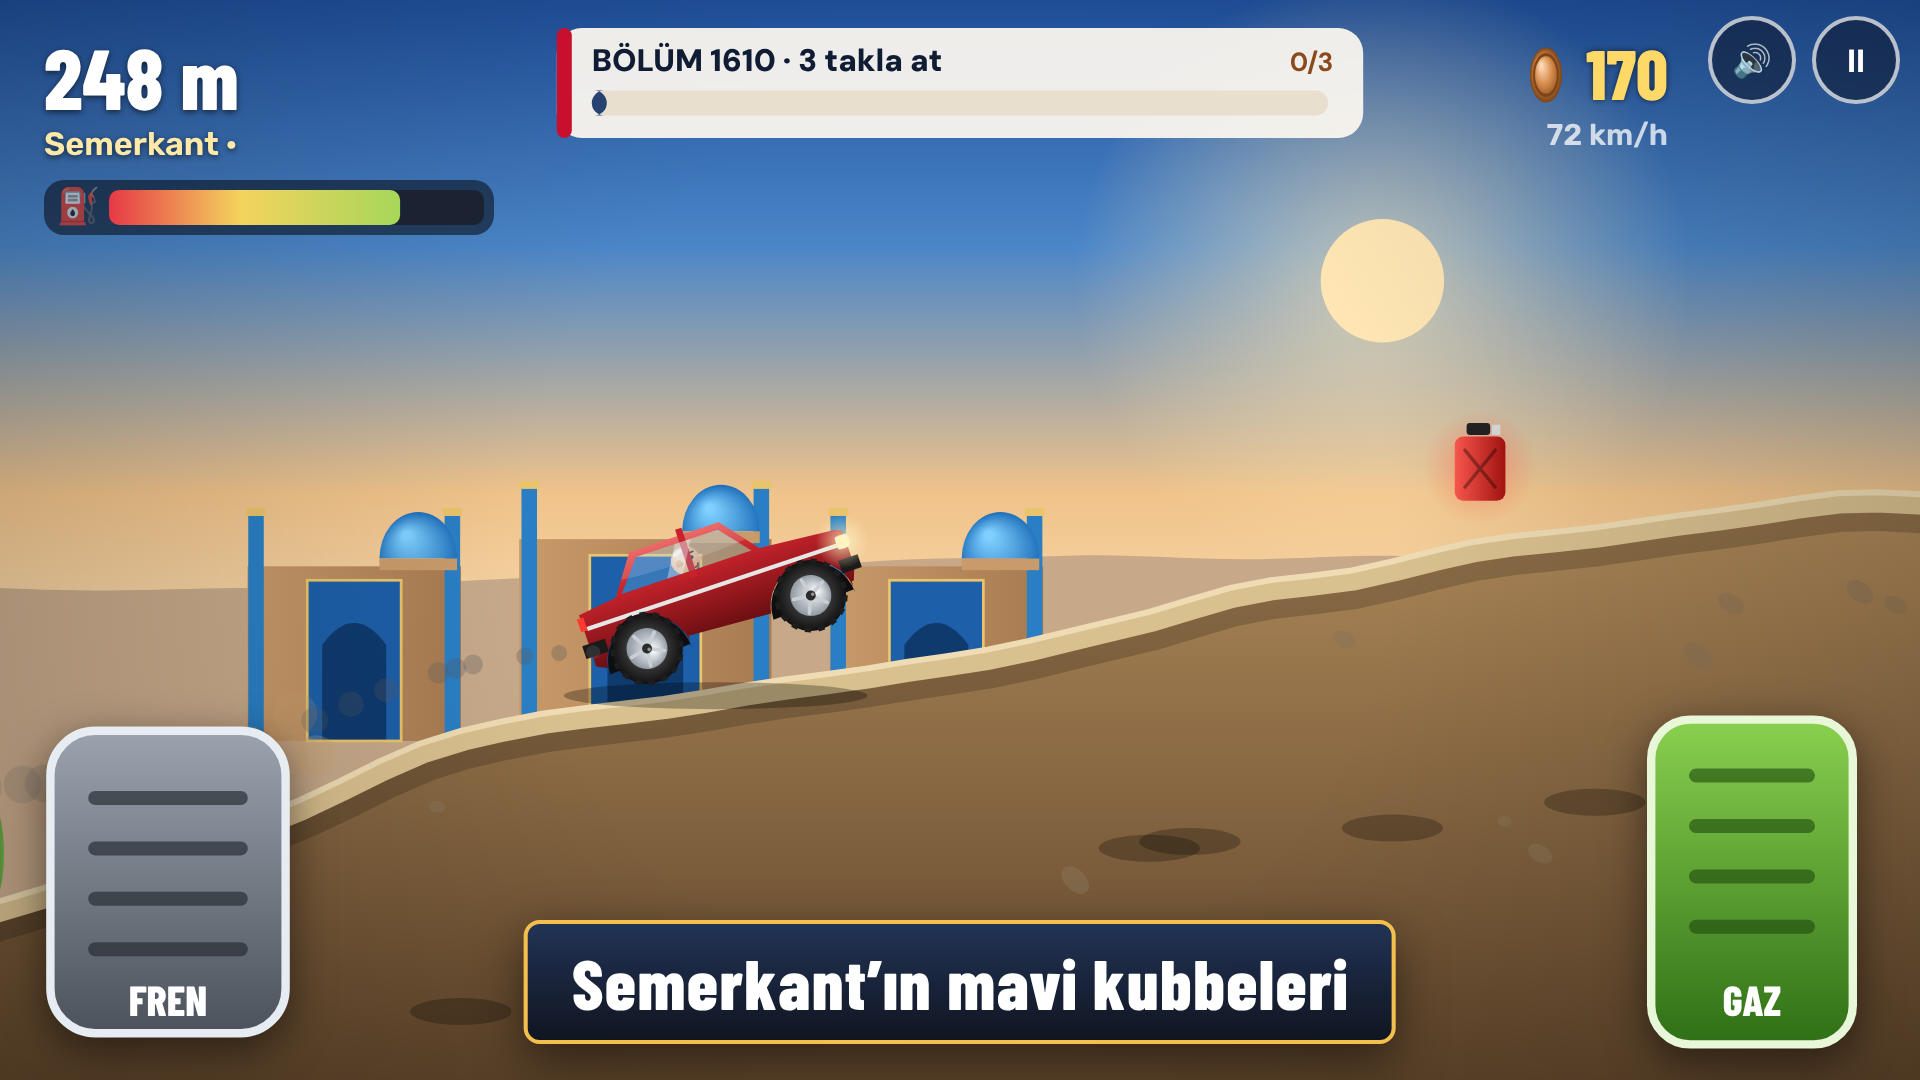 248 m
Semerkant •
BÖLÜM 1610 · 3 takla at
0/3
170
72 km/h
FREN
Semerkant’ın mavi kubbeleri
GAZ